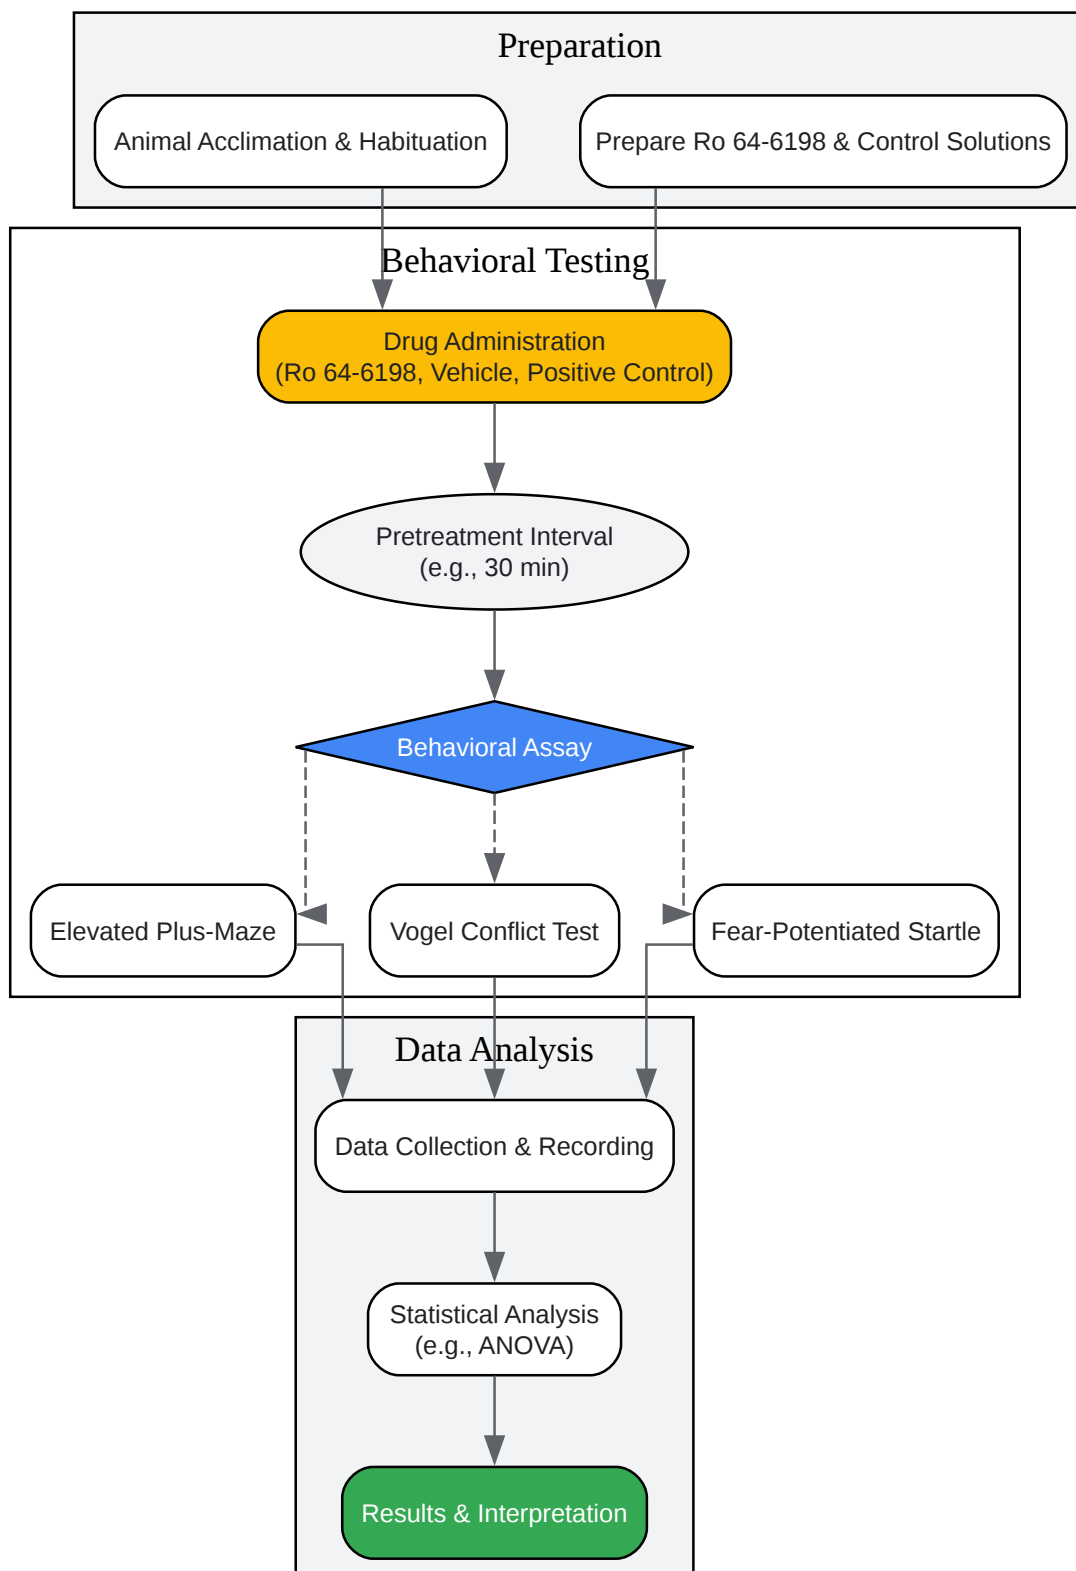 Preparation
Animal Acclimation & Habituation
Prepare Ro 64-6198 & Control Solutions
Behavioral Testing
Drug Administration
(Ro 64-6198, Vehicle, Positive Control)
Pretreatment Interval
(e.g., 30 min)
Behavioral Assay
Elevated Plus-Maze
Vogel Conflict Test
Fear-Potentiated Startle
Data Analysis
Data Collection & Recording
Statistical Analysis
(e.g., ANOVA)
Results & Interpretation